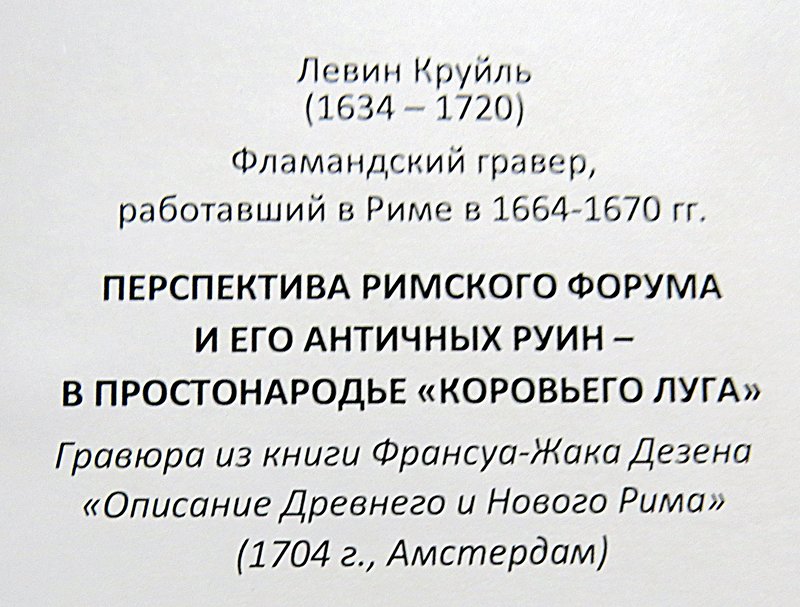 Левин Круйль
(1634 – 1720)
Фламандский гравер,
работавший в Риме в 1664-1670 гг.
ПЕРСПЕКТИВА РИМСКОГО ФОРУМА
И ЕГО АНТИЧНЫХ РУИН –
В ПРОСТОНАРОДЬЕ «КОРОВЬЕГО ЛУГА»
Гравюра из книги Франсуа-Жака Дезена
«Описание Древнего и Нового Рима»
(1704 г., Амстердам)